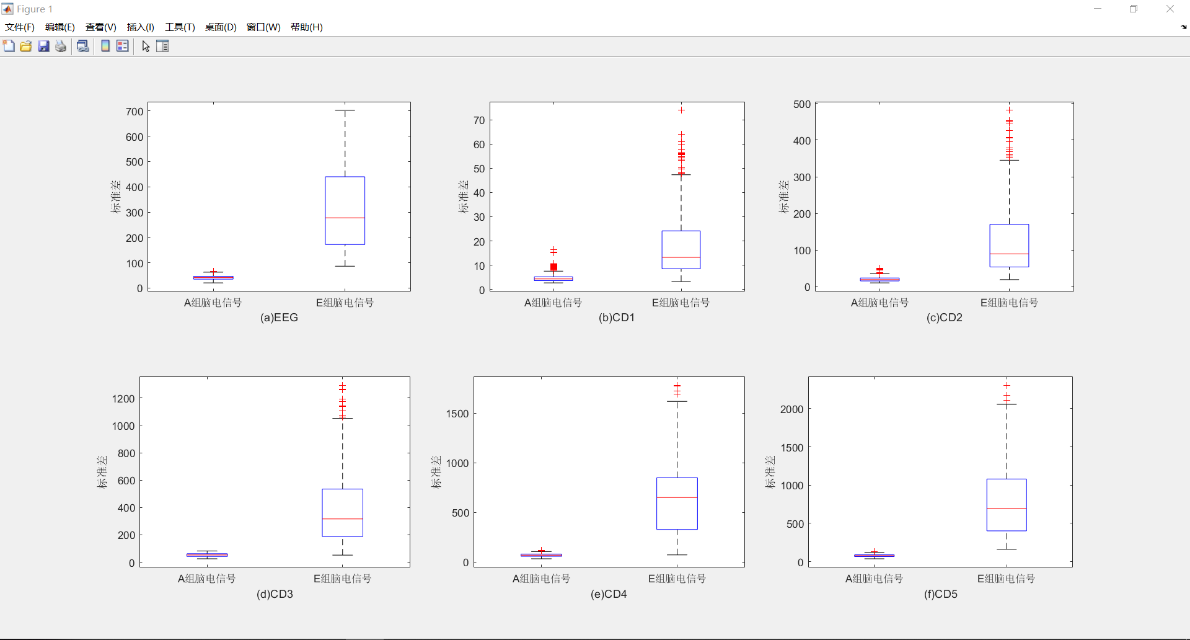 Figure 1
文件(F) 编辑(E) 查看(V) 插入(I) 工具(T) 桌面(D) 窗口(W) 帮助(H)
700
600
500
400
300
200
100
0
标准差
A组脑电信号 E组脑电信号
(a)EEG
70
60
50
40
30
20
10
0
标准差
A组脑电信号 E组脑电信号
(b)CD1
500
400
300
200
100
0
标准差
A组脑电信号 E组脑电信号
(c)CD2
1200
1000
800
600
400
200
0
标准差
A组脑电信号 E组脑电信号
(d)CD3
1500
1000
500
0
标准差
A组脑电信号 E组脑电信号
(e)CD4
2000
1500
1000
500
0
标准差
A组脑电信号 E组脑电信号
(f)CD5